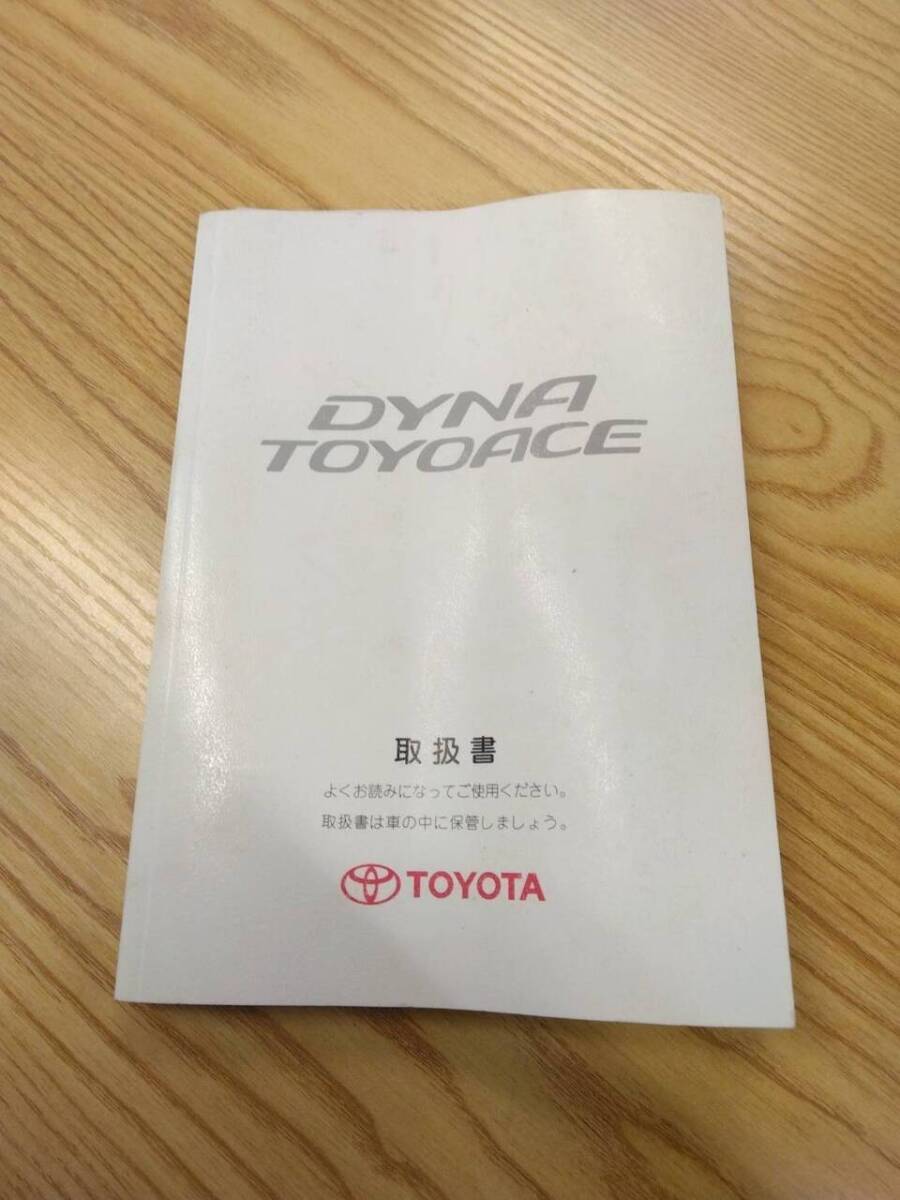 DYNA
TOYOACE
取扱書
よくお読みになってご使用ください。
取扱書は車の中に保管しましょう。
TOYOTA